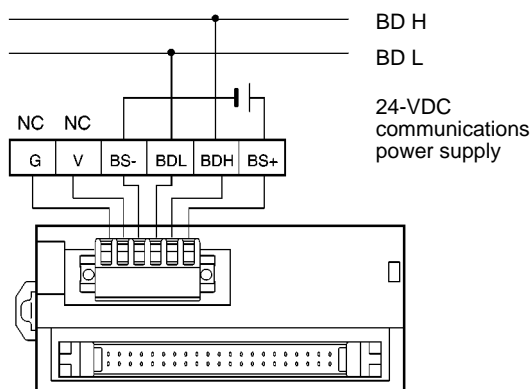 BD H
BD L
24-VDC
communications
power supply
NC NC
G V BS- BDL BDH BS+